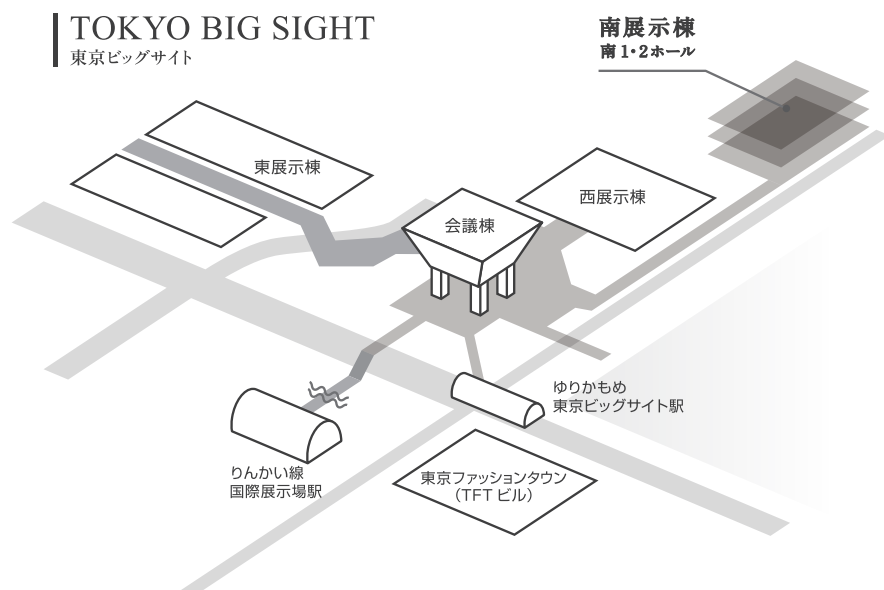 TOKYO BIG SIGHT
東京ビッグサイト
南展示棟
南1・2ホール
東展示棟
西展示棟
会議棟
ゆりかもめ
東京ビッグサイト駅
りんかい線
国際展示場駅
東京ファッションタウン
（TFTビル）